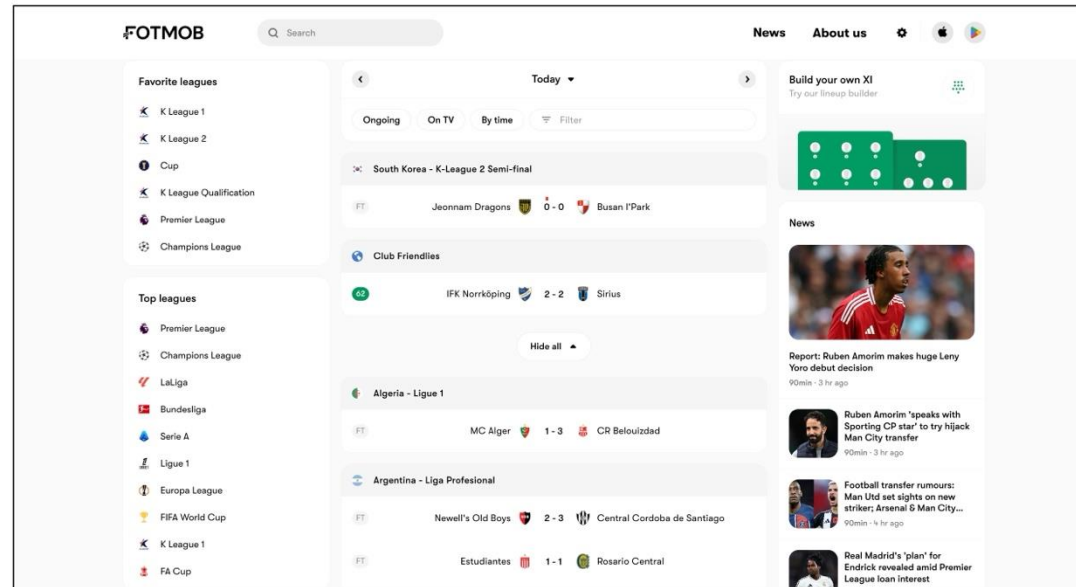 FOTMOB
Search
News
About us
Favorite leagues
K League 1
K League 2
Cup
K League Qualification
Premier League
Champions League
Top leagues
Premier League
Champions League
LaLiga
Bundesliga
Serie A
Ligue 1
Europa League
FIFA World Cup
K League 1
FA Cup
Today
Ongoing
On TV
By time
Filter
South Korea - K-League 2 Semi-final
FT Jeonnam Dragons 0 - 0 Busan I'Park
Club Friendlies
62 IFK Norrköping 2 - 2 Sirius
Hide all
Algeria - Ligue 1
FT MC Alger 1 - 3 CR Belouizdad
Argentina - Liga Profesional
FT Newell's Old Boys 2 - 3 Central Cordoba de Santiago
FT Estudiantes 1 - 1 Rosario Central
Build your own XI
Try our lineup builder
News
Report: Ruben Amorim makes huge Leny
Yoro debut decision
90min - 3 hr ago
Ruben Amorim 'speaks with
Sporting CP star' to try hijack
Man City transfer
90min - 3 hr ago
Football transfer rumours:
Man Utd set sights on new
striker; Arsenal & Man City...
90min - 4 hr ago
Real Madrid's 'plan' for
Endrick revealed amid Premier
League loan interest